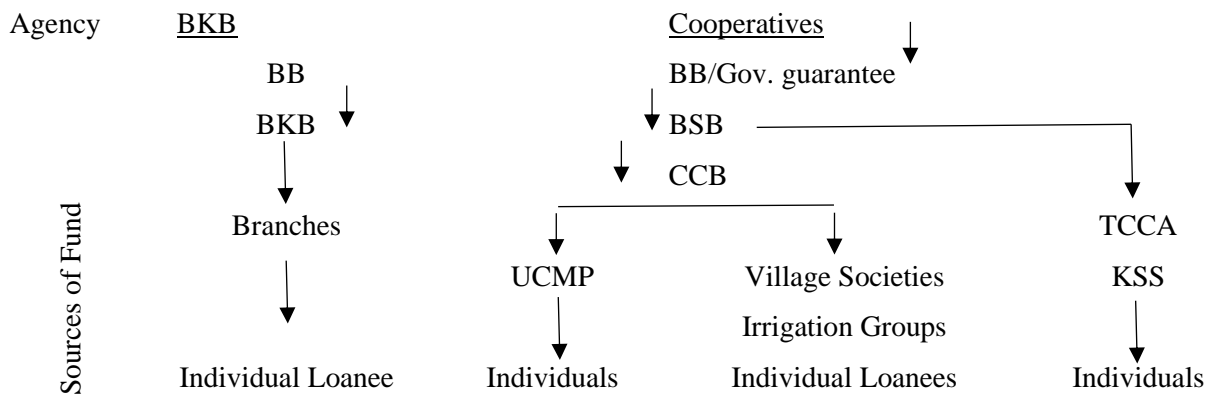 Agency BKB Cooperatives
BB BB/Gov. guarantee
BKB BSB
CCB
Branches TCCA
UCMP Village Societies KSS
Irrigation Groups
Individual Loanee Individuals Individual Loanees Individuals
Sources of Fund